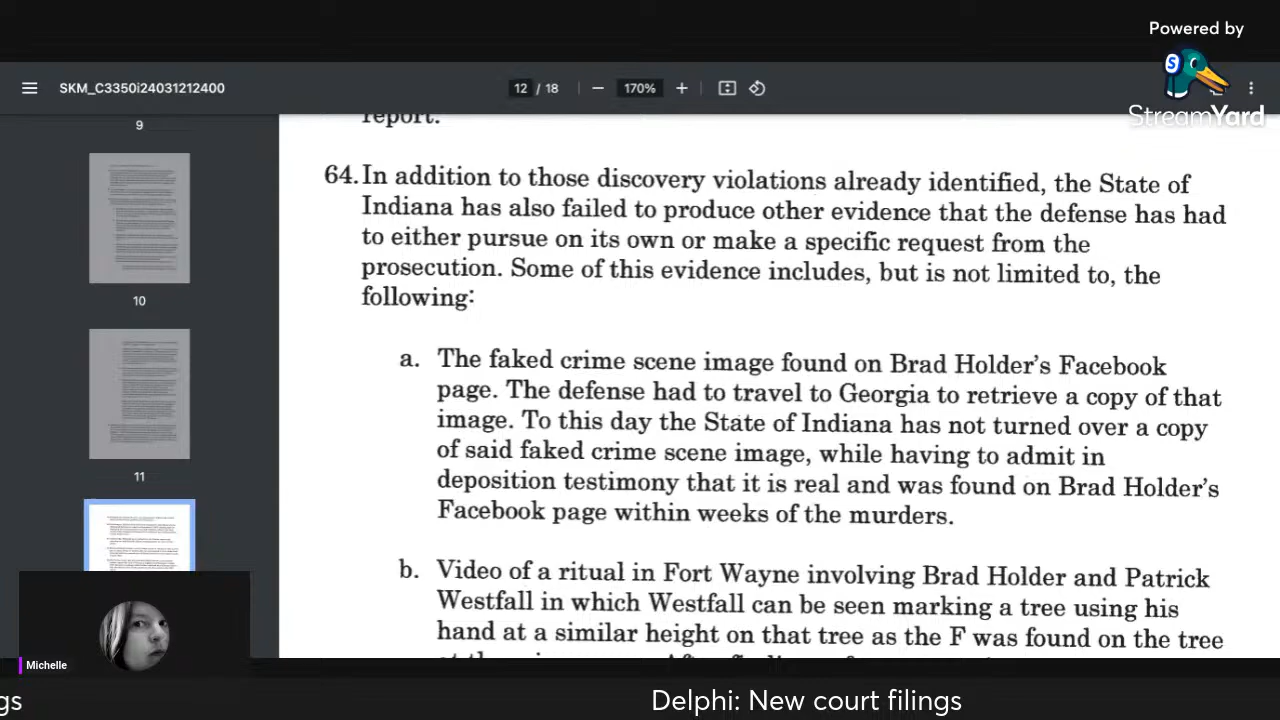 Powered by
StreamYard
SKM_C3350i24031212400
12 / 18
170%
9
10
11
report.
64. In addition to those discovery violations already identified, the State of
Indiana has also failed to produce other evidence that the defense has had
to either pursue on its own or make a specific request from the
prosecution. Some of this evidence includes, but is not limited to, the
following:
a. The faked crime scene image found on Brad Holder's Facebook
page. The defense had to travel to Georgia to retrieve a copy of that
image. To this day the State of Indiana has not turned over a copy
of said faked crime scene image, while having to admit in
deposition testimony that it is real and was found on Brad Holder's
Facebook page within weeks of the murders.
b. Video of a ritual in Fort Wayne involving Brad Holder and Patrick
Westfall in which Westfall can be seen marking a tree using his
hand at a similar height on that tree as the F was found on the tree
Michelle
gs
Delphi: New court filings